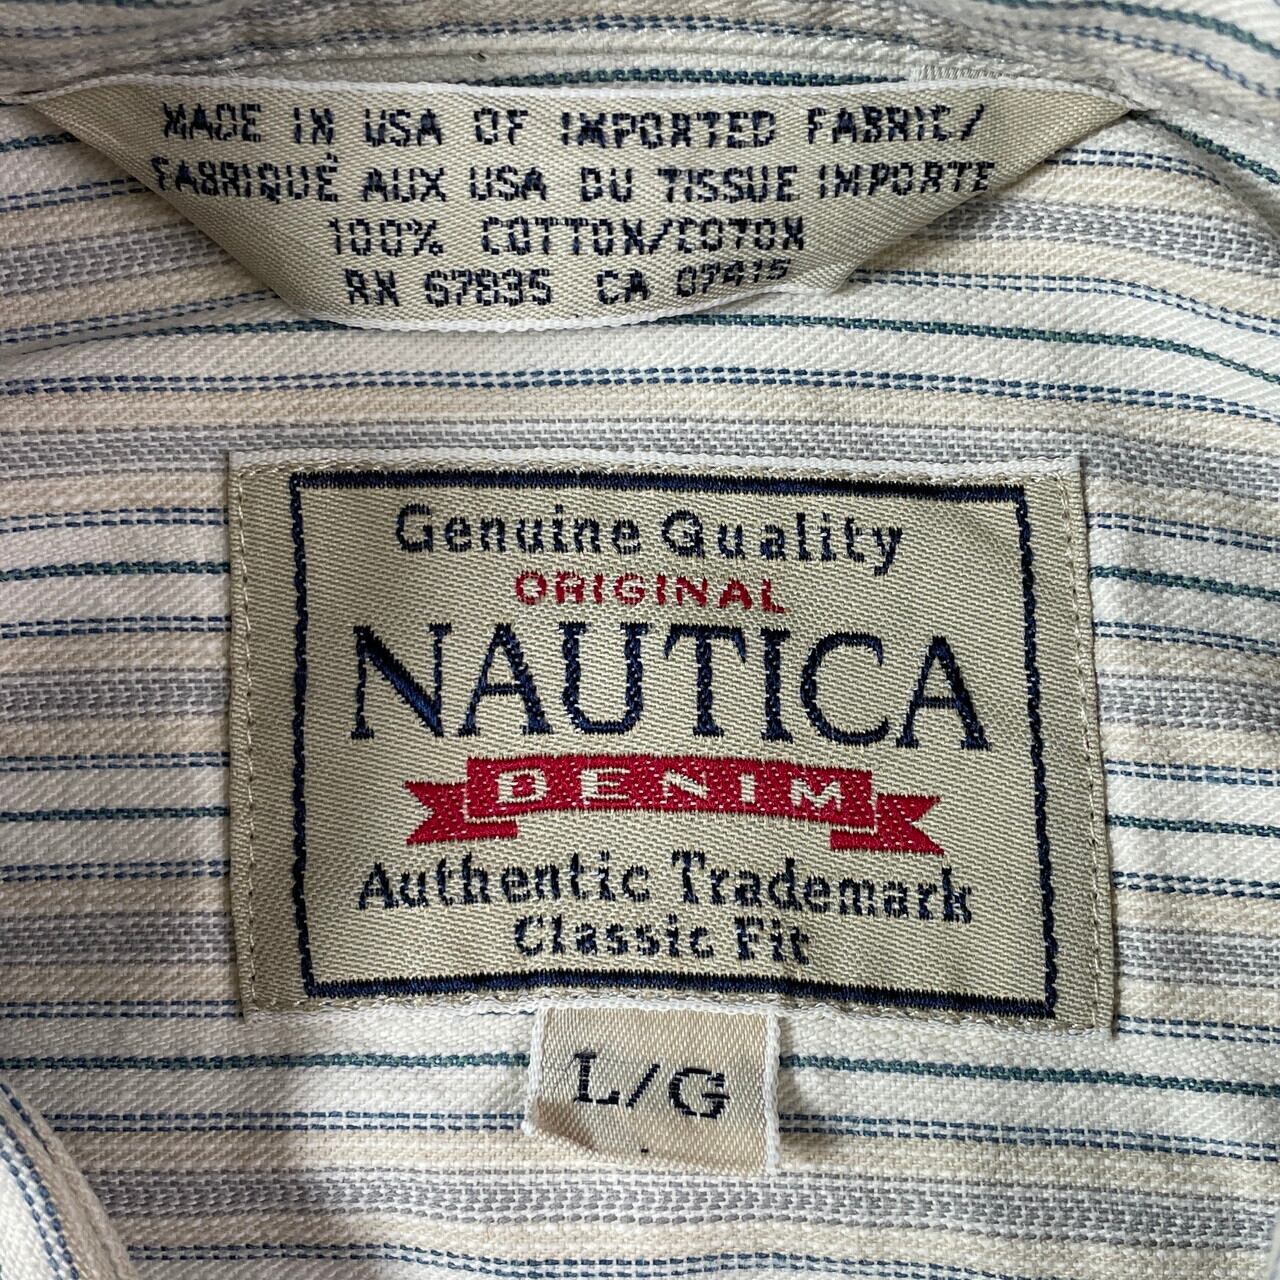 MADE IN USA OF IMPORTED FABRIC/
FABRIQUÉ AUX USA DU TISSUE IMPORTE
100% COTTON/COTON
RN 67835 CA 07415
Genuine Quality
ORIGINAL
NAUTICA
DENIM
Authentic Trademark
Classic Fit
L/G